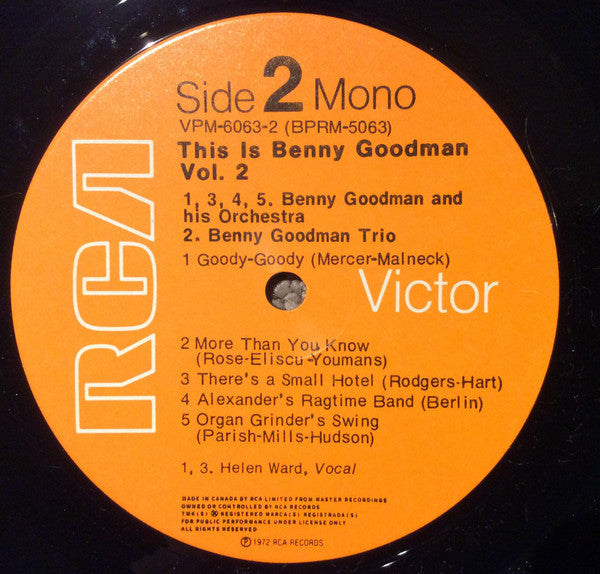 RCA
Side 2 Mono
VPM-6063-2 (BPRM-5063)
This Is Benny Goodman
Vol. 2
1, 3, 4, 5. Benny Goodman and
his Orchestra
2. Benny Goodman Trio
1 Goody-Goody (Mercer-Malneck)
Victor
2 More Than You Know
(Rose-Eliscu-Youmans)
3 There's a Small Hotel (Rodgers-Hart)
4 Alexander's Ragtime Band (Berlin)
5 Organ Grinder's Swing
(Parish-Mills-Hudson)
1, 3. Helen Ward, Vocal
MADE IN CANADA BY RCA LIMITED FROM MASTER RECORDINGS
OWNED OR CONTROLLED BY RCA RECORDS
TMK(S) ® REGISTERED MARCA(S) REGISTRADA(S)
FOR PUBLIC PERFORMANCE UNDER LICENSE ONLY
ALL RIGHTS RESERVED
℗ 1972 RCA RECORDS